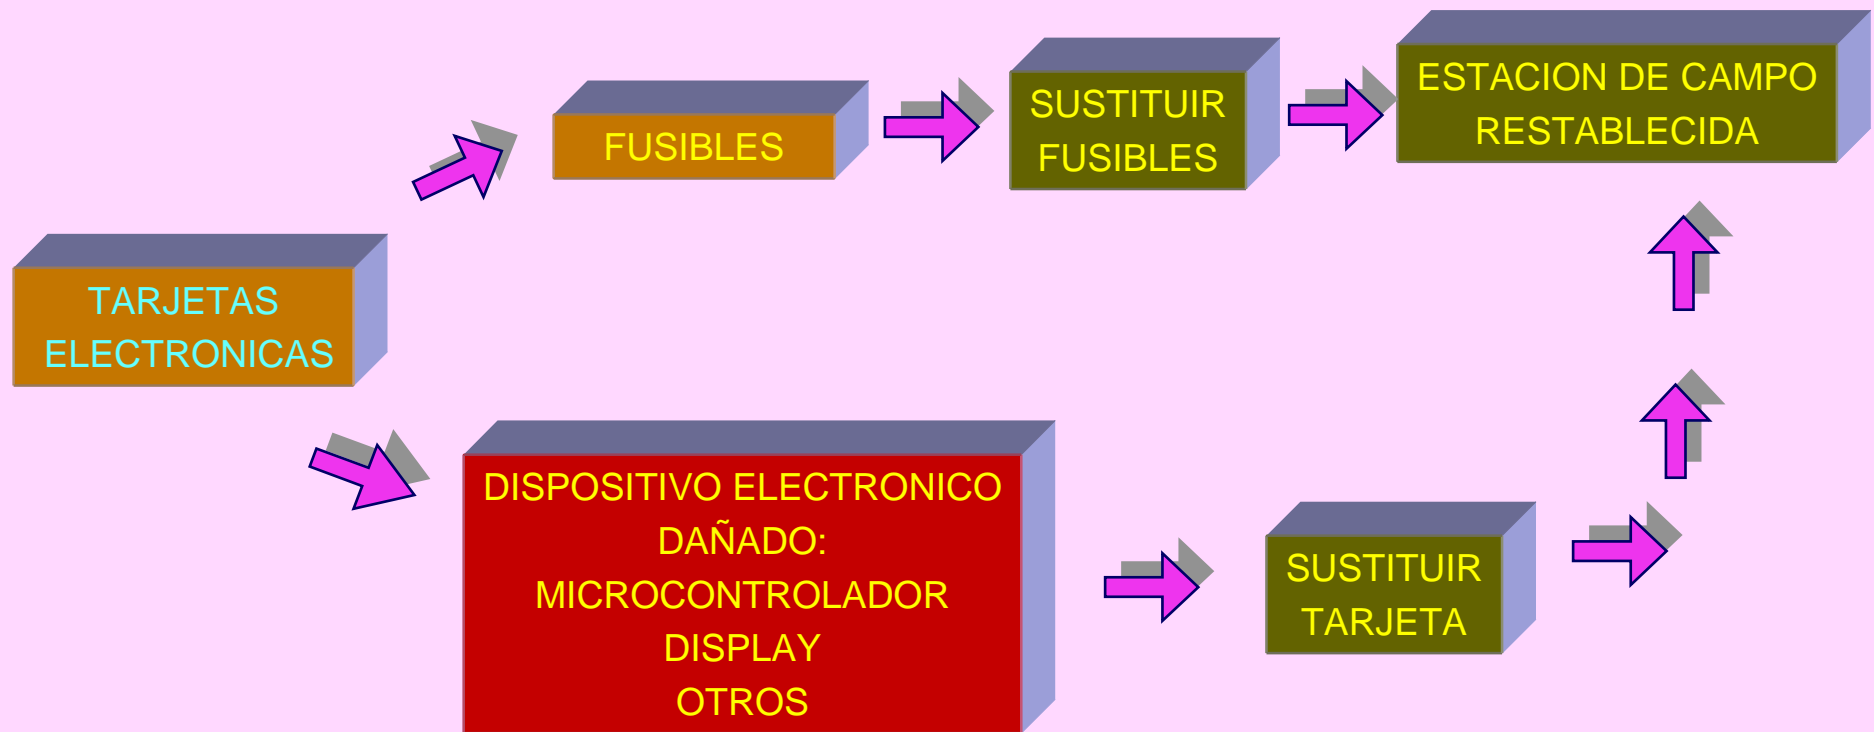 FUSIBLES
SUSTITUIR
FUSIBLES
ESTACION DE CAMPO
RESTABLECIDA
TARJETAS
ELECTRONICAS
DISPOSITIVO ELECTRONICO
DAÑADO:
MICROCONTROLADOR
DISPLAY
OTROS
SUSTITUIR
TARJETA